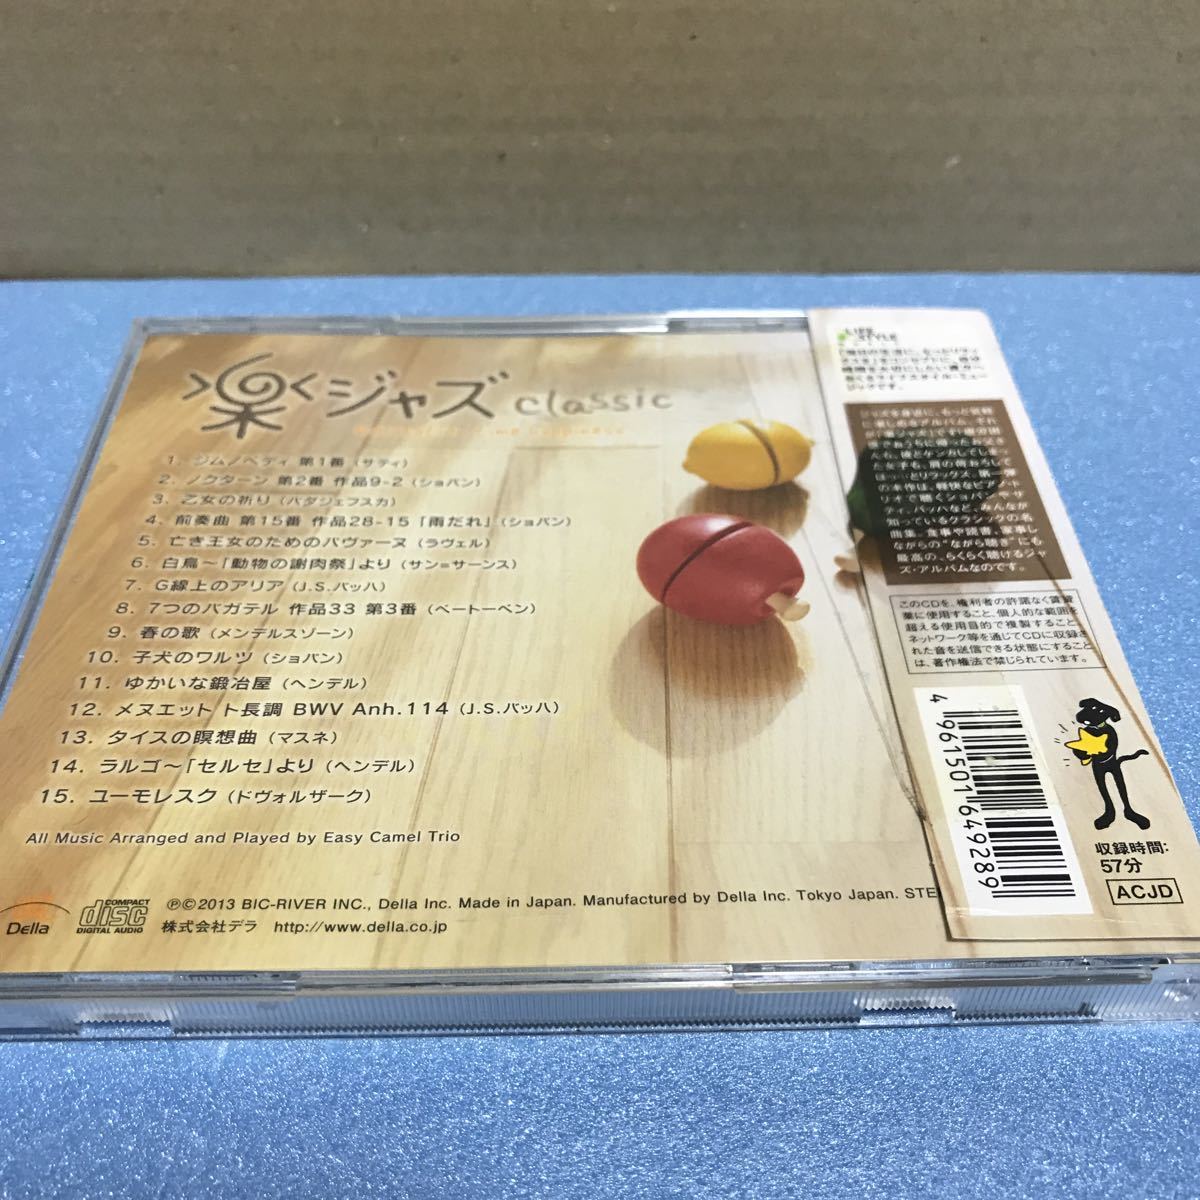 楽ジャズ classic
1. ジムノペディ 第1番 (サティ)
2. ノクターン 第2番 作品9-2 (ショパン)
3. 乙女の祈り (バダジェフスカ)
4. 前奏曲 第15番 作品28-15「雨だれ」(ショパン)
5. 亡き王女のためのパヴァーヌ (ラヴェル)
6. 白鳥〜「動物の謝肉祭」より (サン=サーンス)
7. G線上のアリア (J.S.バッハ)
8. 7つのバガテル 作品33 第3番 (ベートーベン)
9. 春の歌 (メンデルスゾーン)
10. 子犬のワルツ (ショパン)
11. ゆかいな鍛冶屋 (ヘンデル)
12. メヌエット ト長調 BWV Anh.114 (J.S.バッハ)
13. タイスの瞑想曲 (マスネ)
14. ラルゴ〜「セルセ」より (ヘンデル)
15. ユーモレスク (ドヴォルザーク)
All Music Arranged and Played by Easy Camel Trio
Della
COMPACT
disc
DIGITAL AUDIO
℗©2013 BIC-RIVER INC., Della Inc. Made in Japan. Manufactured by Della Inc. Tokyo Japan. STE
株式会社デラ http://www.della.co.jp
LIFE
STYLE
このCDを、権利者の許諾なく賃貸
業に使用すること、個人的な範囲を
超える使用目的で複製すること、
ネットワーク等を通じてCDに収録さ
れた音を送信できる状態にすること
は、著作権法で禁じられています。
4 961501 649289
収録時間:
57分
ACJD